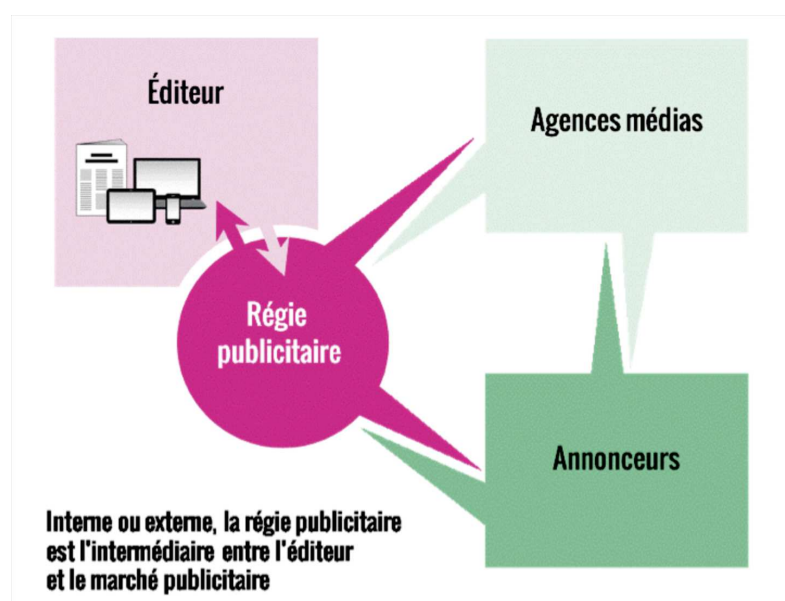 Éditeur
Agences médias
Régie
publicitaire
Annonceurs
Interne ou externe, la régie publicitaire
est l'intermédiaire entre l'éditeur
et le marché publicitaire